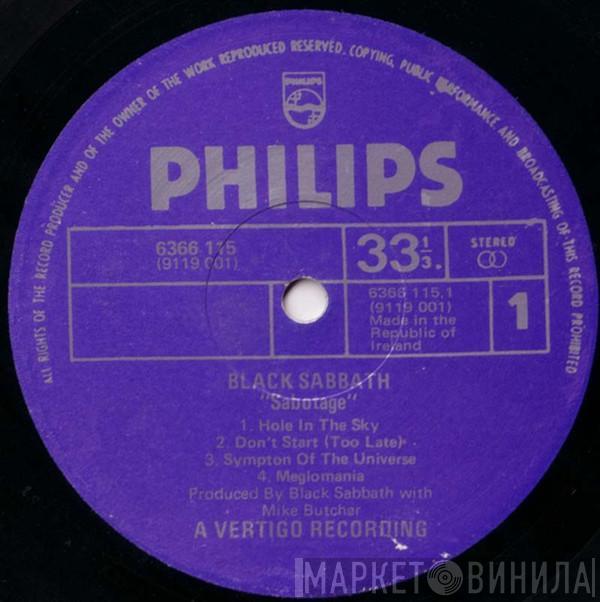 ALL RIGHTS OF THE RECORD PRODUCER AND OF THE OWNER OF THE WORK REPRODUCED RESERVED. COPYING, PUBLIC PERFORMANCE AND BROADCASTING OF THIS RECORD PROHIBITED
PHILIPS
PHILIPS
6366 115
(9119 001)
33 1/3.
STEREO
6366 115.1
(9119 001)
Made in the
Republic of
Ireland
1
BLACK SABBATH
"Sabotage"
1. Hole In The Sky
2. Don't Start (Too Late)
3. Sympton Of The Universe
4. Meglomania
Produced By Black Sabbath with
Mike Butcher
A VERTIGO RECORDING
МАРКЕТ ВИНИЛА